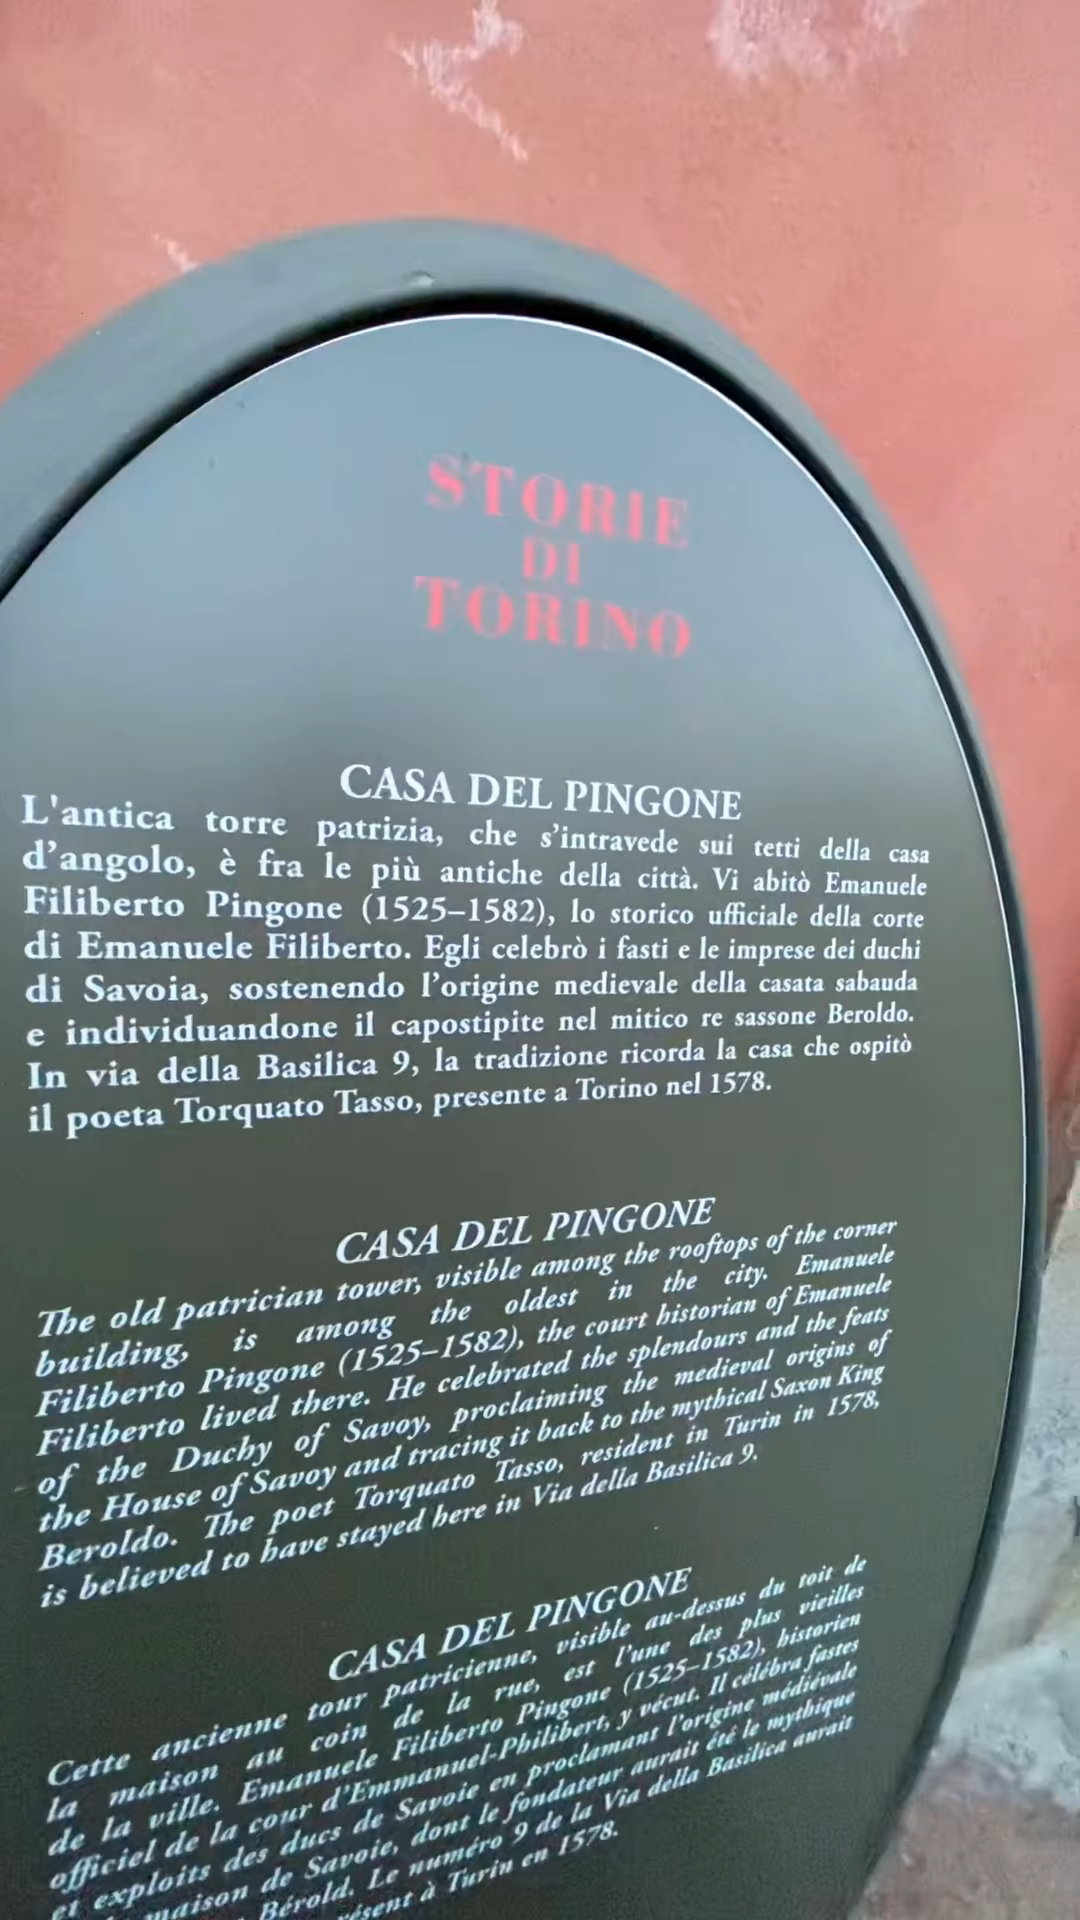 STORIE
DI
TORINO
CASA DEL PINGONE
L'antica torre patrizia, che s'intravede sui tetti della casa
d'angolo, è fra le più antiche della città. Vi abitò Emanuele
Filiberto Pingone (1525–1582), lo storico ufficiale della corte
di Emanuele Filiberto. Egli celebrò i fasti e le imprese dei duchi
di Savoia, sostenendo l'origine medievale della casata sabauda
e individuandone il capostipite nel mitico re sassone Beroldo.
In via della Basilica 9, la tradizione ricorda la casa che ospitò
il poeta Torquato Tasso, presente a Torino nel 1578.
CASA DEL PINGONE
The old patrician tower, visible among the rooftops of the corner
building, is among the oldest in the city. Emanuele
Filiberto Pingone (1525–1582), the court historian of Emanuele
Filiberto lived there. He celebrated the splendours and the feats
of the Duchy of Savoy, proclaiming the medieval origins of
the House of Savoy and tracing it back to the mythical Saxon King
Beroldo. The poet Torquato Tasso, resident in Turin in 1578,
is believed to have stayed here in Via della Basilica 9.
CASA DEL PINGONE
Cette ancienne tour patricienne, visible au-dessus du toit de
la maison au coin de la rue, est l'une des plus vieilles
de la ville. Emanuele Filiberto Pingone (1525–1582), historien
officiel de la cour d'Emmanuel-Philibert, y vécut. Il célébra fastes
et exploits des ducs de Savoie en proclamant l'origine médiévale
maison de Savoie, dont le fondateur aurait été le mythique
Bérold. Le numéro 9 de la Via della Basilica aurait
à Turin en 1578.